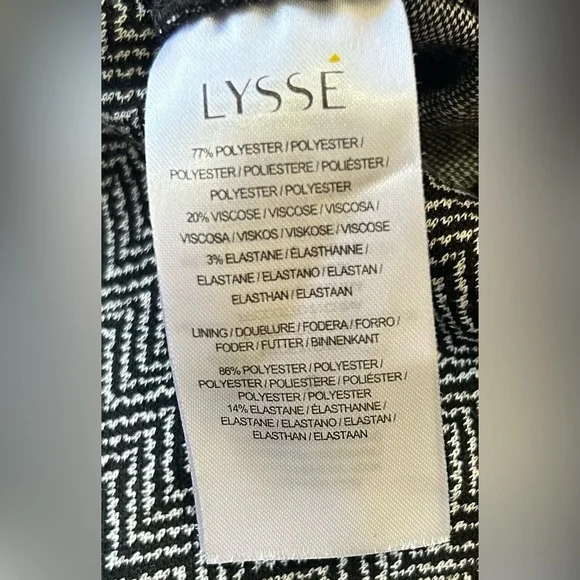 LYSSÉ
77% POLYESTER / POLYESTER /
POLYESTER / POLIESTERE / POLIÉSTER /
POLYESTER / POLYESTER
20% VISCOSE / VISCOSE / VISCOSA /
VISCOSA / VISKOS / VISKOSE / VISCOSE
3% ELASTANE / ÉLASTHANNE /
ELASTANE / ELASTANO / ELASTAN /
ELASTHAN / ELASTAAN
LINING / DOUBLURE / FODERA / FORRO /
FODER / FUTTER / BINNENKANT
86% POLYESTER / POLYESTER /
POLYESTER / POLIESTERE / POLIÉSTER /
POLYESTER / POLYESTER
14% ELASTANE / ÉLASTHANNE /
ELASTANE / ELASTANO / ELASTAN /
ELASTHAN / ELASTAAN